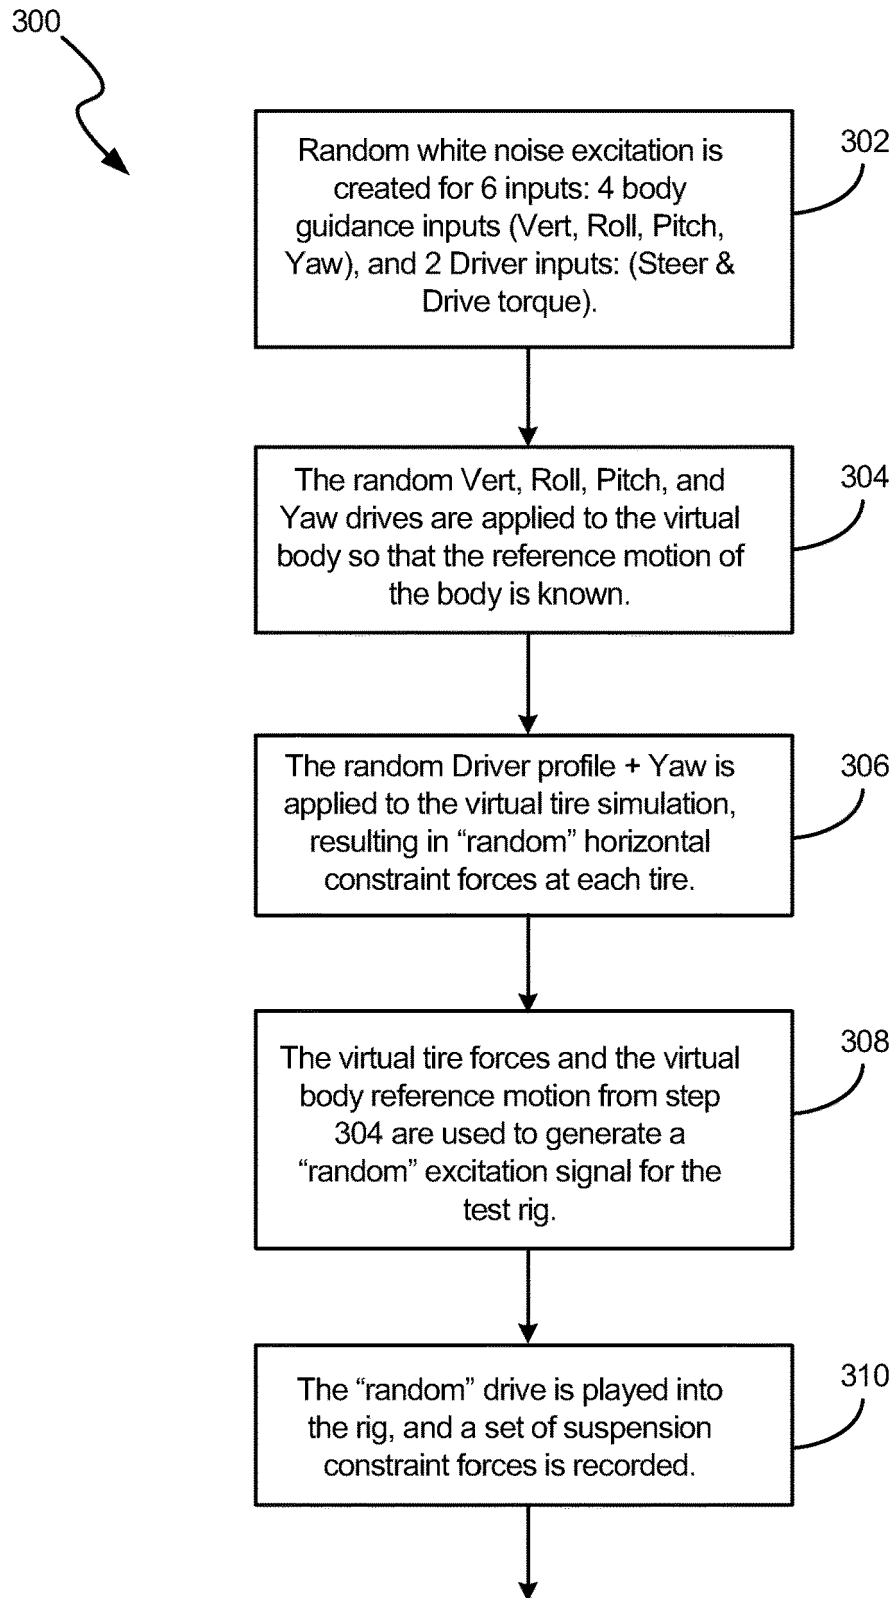 300
Random white noise excitation is
created for 6 inputs: 4 body
guidance inputs (Vert, Roll, Pitch,
Yaw), and 2 Driver inputs: (Steer &
Drive torque).
302
The random Vert, Roll, Pitch, and
Yaw drives are applied to the virtual
body so that the reference motion of
the body is known.
304
The random Driver profile + Yaw is
applied to the virtual tire simulation,
resulting in “random” horizontal
constraint forces at each tire.
306
The virtual tire forces and the virtual
body reference motion from step
304 are used to generate a
“random” excitation signal for the
test rig.
308
The “random” drive is played into
the rig, and a set of suspension
constraint forces is recorded.
310